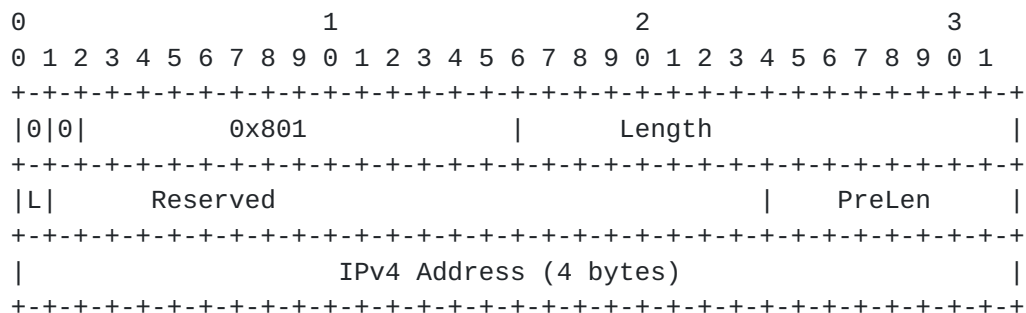 0                   1                   2                   3
0 1 2 3 4 5 6 7 8 9 0 1 2 3 4 5 6 7 8 9 0 1 2 3 4 5 6 7 8 9 0 1
+-+-+-+-+-+-+-+-+-+-+-+-+-+-+-+-+-+-+-+-+-+-+-+-+-+-+-+-+-+-+-+-+
|0|0|         0x801             |      Length                   |
+-+-+-+-+-+-+-+-+-+-+-+-+-+-+-+-+-+-+-+-+-+-+-+-+-+-+-+-+-+-+-+-+
|L|      Reserved                               |    PreLen     |
+-+-+-+-+-+-+-+-+-+-+-+-+-+-+-+-+-+-+-+-+-+-+-+-+-+-+-+-+-+-+-+-+
|                    IPv4 Address (4 bytes)                     |
+-+-+-+-+-+-+-+-+-+-+-+-+-+-+-+-+-+-+-+-+-+-+-+-+-+-+-+-+-+-+-+-+